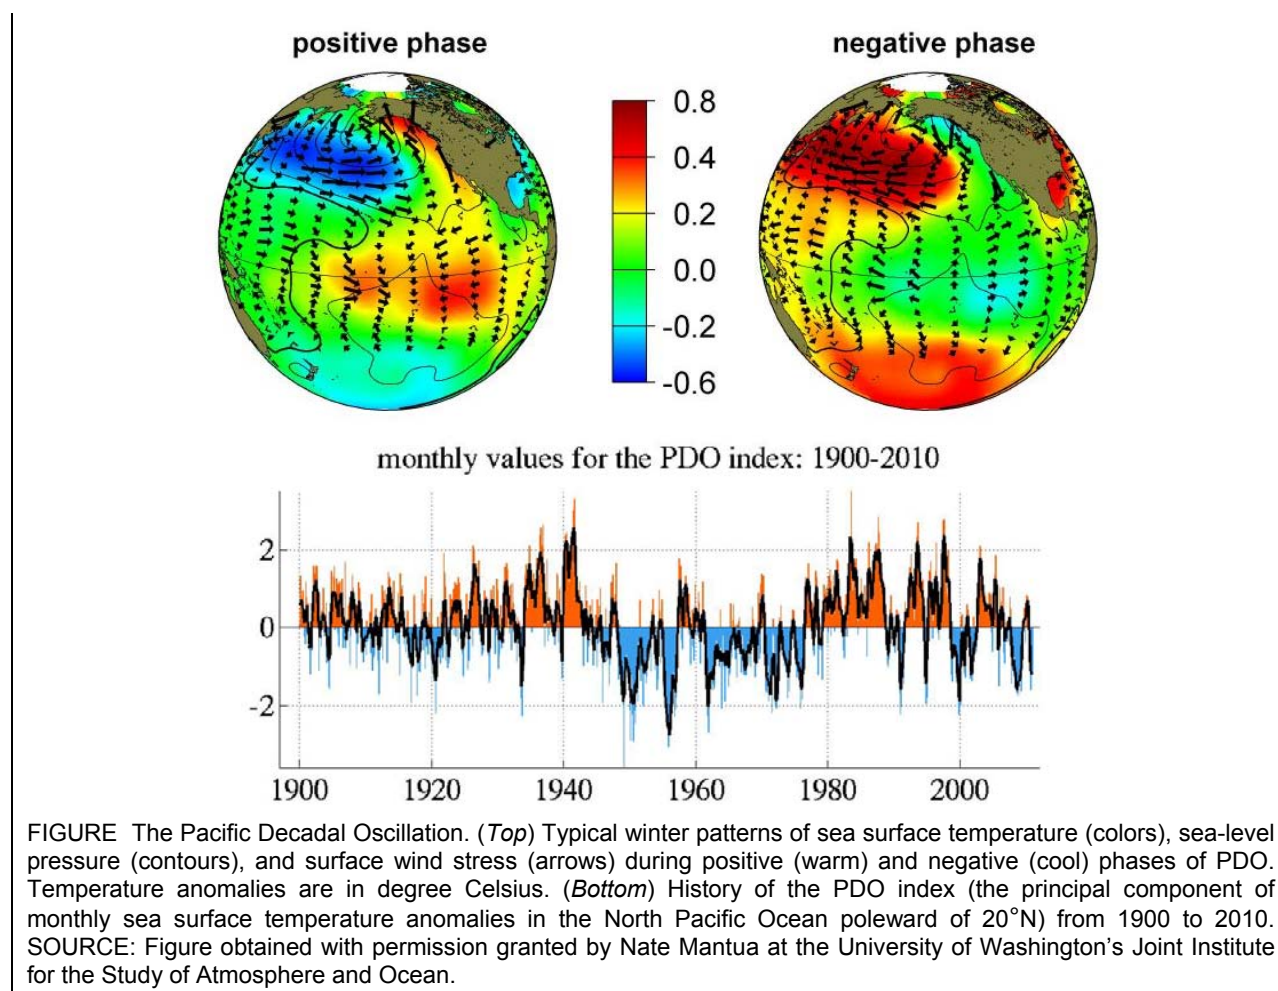 positive phase
negative phase
0.8
0.4
0.2
0.0
-0.2
-0.6
monthly values for the PDO index: 1900-2010
2
0
-2
1900 1920 1940 1960 1980 2000
FIGURE The Pacific Decadal Oscillation. (Top) Typical winter patterns of sea surface temperature (colors), sea-level
pressure (contours), and surface wind stress (arrows) during positive (warm) and negative (cool) phases of PDO.
Temperature anomalies are in degree Celsius. (Bottom) History of the PDO index (the principal component of
monthly sea surface temperature anomalies in the North Pacific Ocean poleward of 20°N) from 1900 to 2010.
SOURCE: Figure obtained with permission granted by Nate Mantua at the University of Washington's Joint Institute
for the Study of Atmosphere and Ocean.